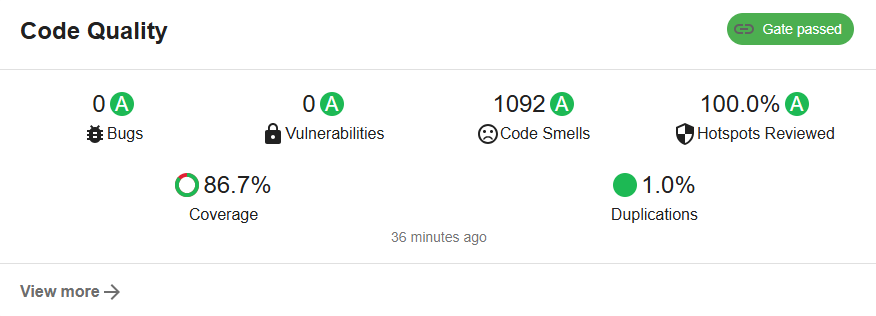 Code Quality
Gate passed
0 A
0 A
1092 A
100.0% A
Bugs
Vulnerabilities
Code Smells
Hotspots Reviewed
86.7%
1.0%
Coverage
Duplications
36 minutes ago
View more